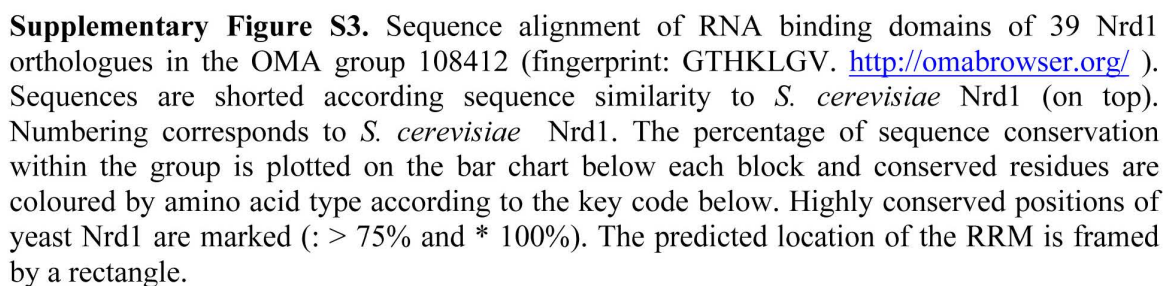 Supplementary Figure S3. Sequence alignment of RNA binding domains of 39 Nrd1
orthologues in the OMA group 108412 (fingerprint: GTHKLGV. http://omabrowser.org/ ).
Sequences are shorted according sequence similarity to S. cerevisiae Nrd1 (on top).
Numbering corresponds to S. cerevisiae Nrd1. The percentage of sequence conservation
within the group is plotted on the bar chart below each block and conserved residues are
coloured by amino acid type according to the key code below. Highly conserved positions of
yeast Nrd1 are marked (: > 75% and * 100%). The predicted location of the RRM is framed
by a rectangle.